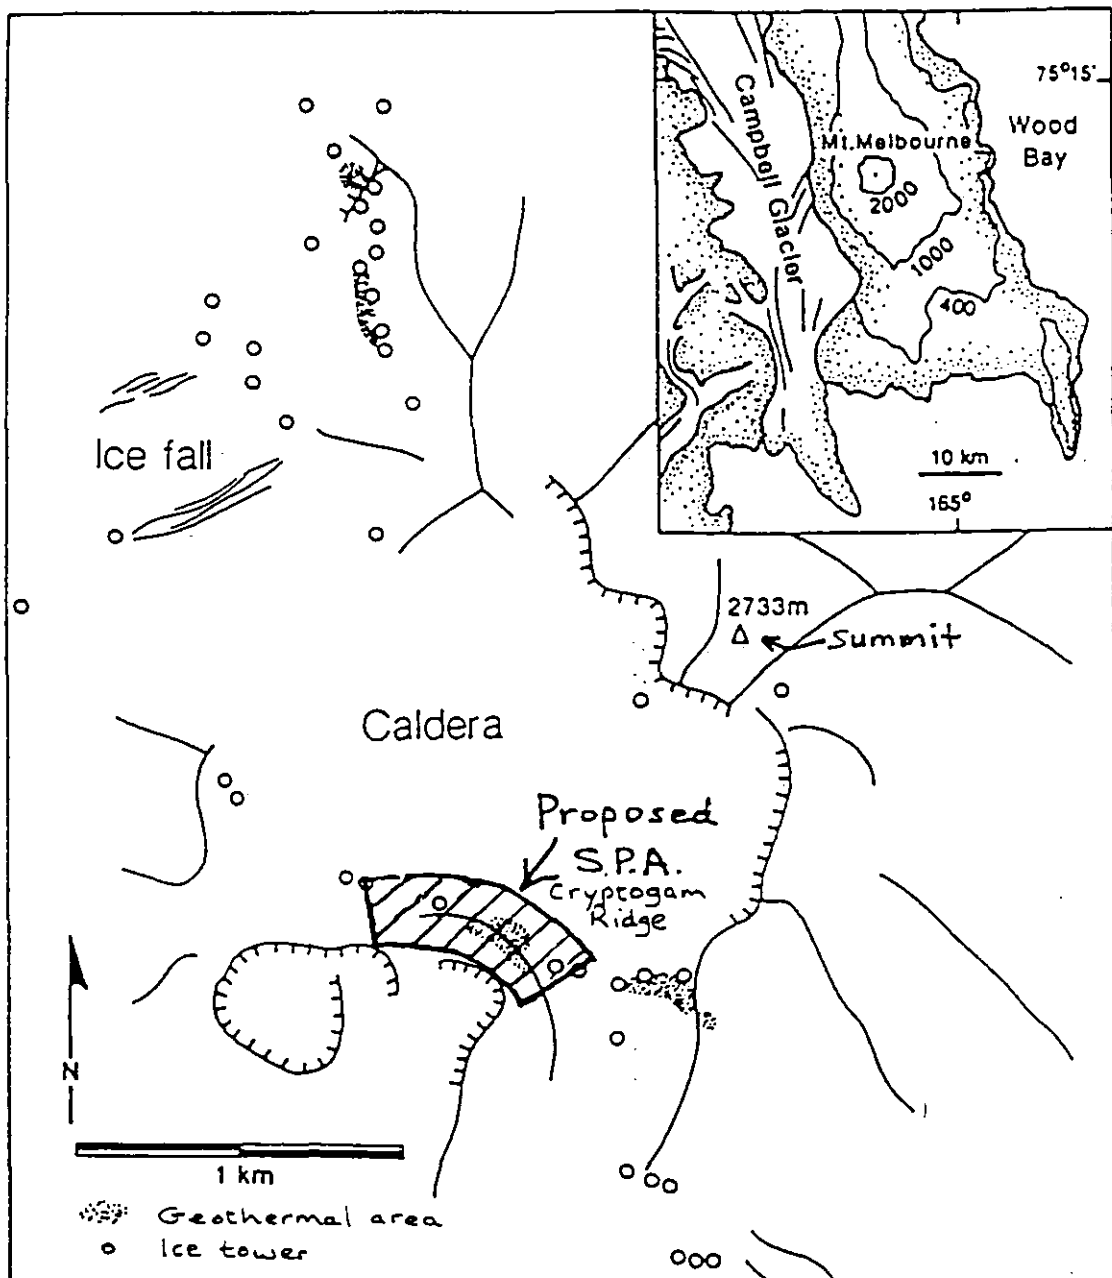 75°15'
Campbell Glacier
Wood
Bay
Mt. Melbourne
2000
1000
400
10 km
165°
Ice fall
2733m
Summit
Caldera
Proposed
S.P.A.
Cryptogam
Ridge
N
1 km
Geothermal area
Ice tower